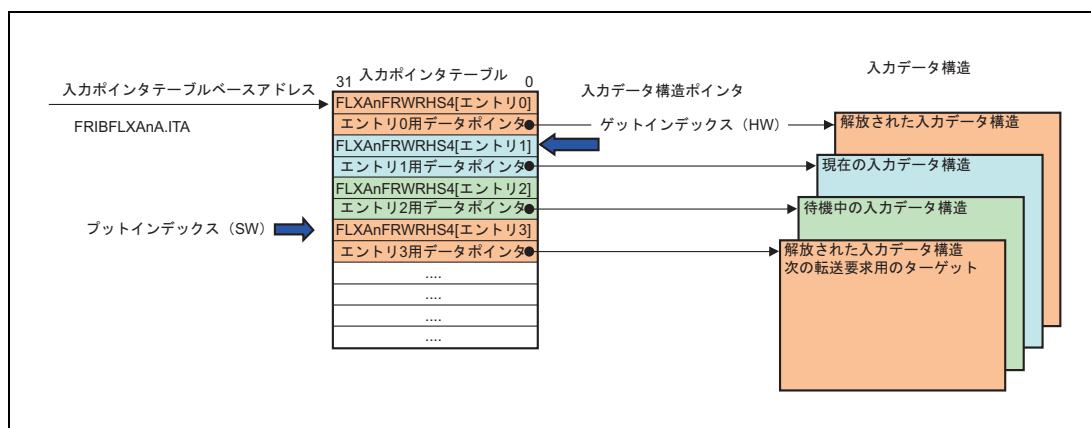 入力ポインタテーブルベースアドレス
FRIBFLXAnA.ITA
プットインデックス（SW）
入力ポインタテーブル
31 0
FLXAnFRWRHS4[エントリ0]
エントリ0用データポインタ
FLXAnFRWRHS4[エントリ1]
エントリ1用データポインタ
FLXAnFRWRHS4[エントリ2]
エントリ2用データポインタ
FLXAnFRWRHS4[エントリ3]
エントリ3用データポインタ
....
....
....
....
入力データ構造ポインタ
ゲットインデックス（HW）
入力データ構造
解放された入力データ構造
現在の入力データ構造
待機中の入力データ構造
解放された入力データ構造
次の転送要求用のターゲット